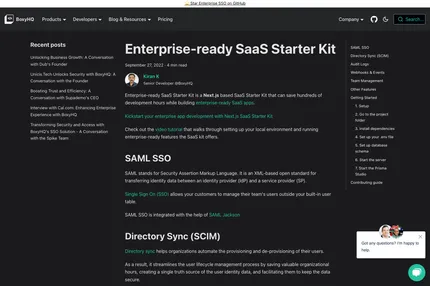 ⭐ Star Enterprise SSO on GitHub
BoxyHQ
Products
Developers
Blog & Resources
Pricing
Company
Search...
Recent posts
Unlocking Business Growth: A Conversation with Dub's Founder
Unicis.Tech Unlocks Security with BoxyHQ: A Conversation with the Founder
Boosting Trust and Efficiency: A Conversation with Supademo's CEO
Interview with Cal.com: Enhancing Enterprise Experience with BoxyHQ
Transforming Security and Access with BoxyHQ's SSO Solution - A Conversation with the Spike Team
Enterprise-ready SaaS Starter Kit
September 27, 2022 · 4 min read
Kiran K
Senior Developer @BoxyHQ
Enterprise-ready SaaS Starter Kit is a Next.js based SaaS Starter Kit that can save hundreds of
development hours while building enterprise-ready SaaS apps.
Kickstart your enterprise app development with Next.js SaaS Starter Kit
Check out the video tutorial that walks through setting up your local environment and running
enterprise-ready features the SaaS kit offers.
SAML SSO
SAML stands for Security Assertion Markup Language. It is an XML-based open standard for
transferring identity data between an identity provider (IdP) and a service provider (SP).
Single Sign On (SSO) allows your customers to manage their team's users outside your built-in user
table.
SAML SSO is integrated with the help of SAML Jackson
Directory Sync (SCIM)
Directory sync helps organizations automate the provisioning and de-provisioning of their users.
As a result, it streamlines the user lifecycle management process by saving valuable organizational
hours, creating a single truth source of the user identity data, and facilitating them to keep the data
secure.
SAML SSO
Directory Sync (SCIM)
Audit Logs
Webhooks & Events
Team Management
Other Features
Getting Started
1. Setup
2. Go to the project
folder
3. Install dependencies
4. Set up your .env file
5. Set up database
schema
6. Start the server
7. Start the Prisma
Studio
Contributing guide
Got any questions? I'm happy to
help.